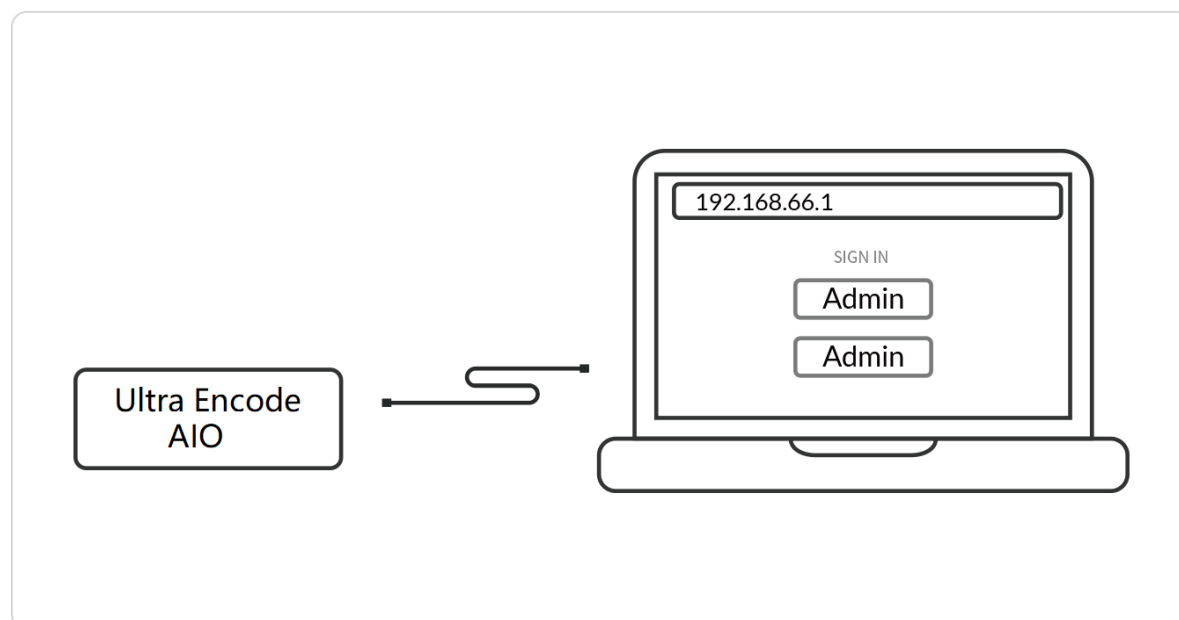 192.168.66.1
SIGN IN
Admin
Admin
Ultra Encode
AIO